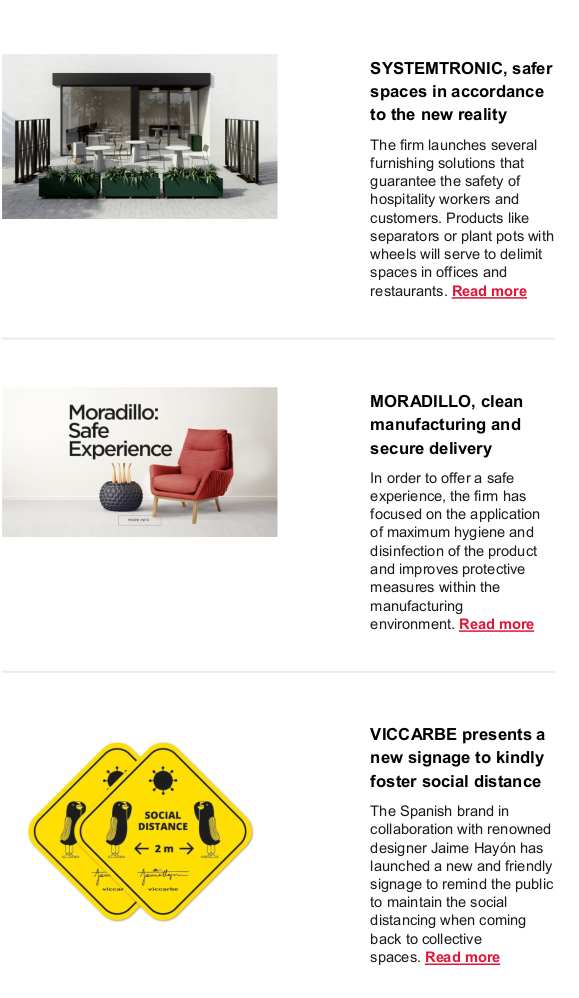 SYSTEMTRONIC, safer
spaces in accordance
to the new reality
The firm launches several
furnishing solutions that
guarantee the safety of
hospitality workers and
customers. Products like
separators or plant pots with
wheels will serve to delimit
spaces in offices and
restaurants. Read more
Moradillo:
Safe
Experience
MORE INFO
MORADILLO, clean
manufacturing and
secure delivery
In order to offer a safe
experience, the firm has
focused on the application
of maximum hygiene and
disinfection of the product
and improves protective
measures within the
manufacturing
environment. Read more
SOCIAL
DISTANCE
2 m
viccar
viccarbe
VICCARBE presents a
new signage to kindly
foster social distance
The Spanish brand in
collaboration with renowned
designer Jaime Hayón has
launched a new and friendly
signage to remind the public
to maintain the social
distancing when coming
back to collective
spaces. Read more